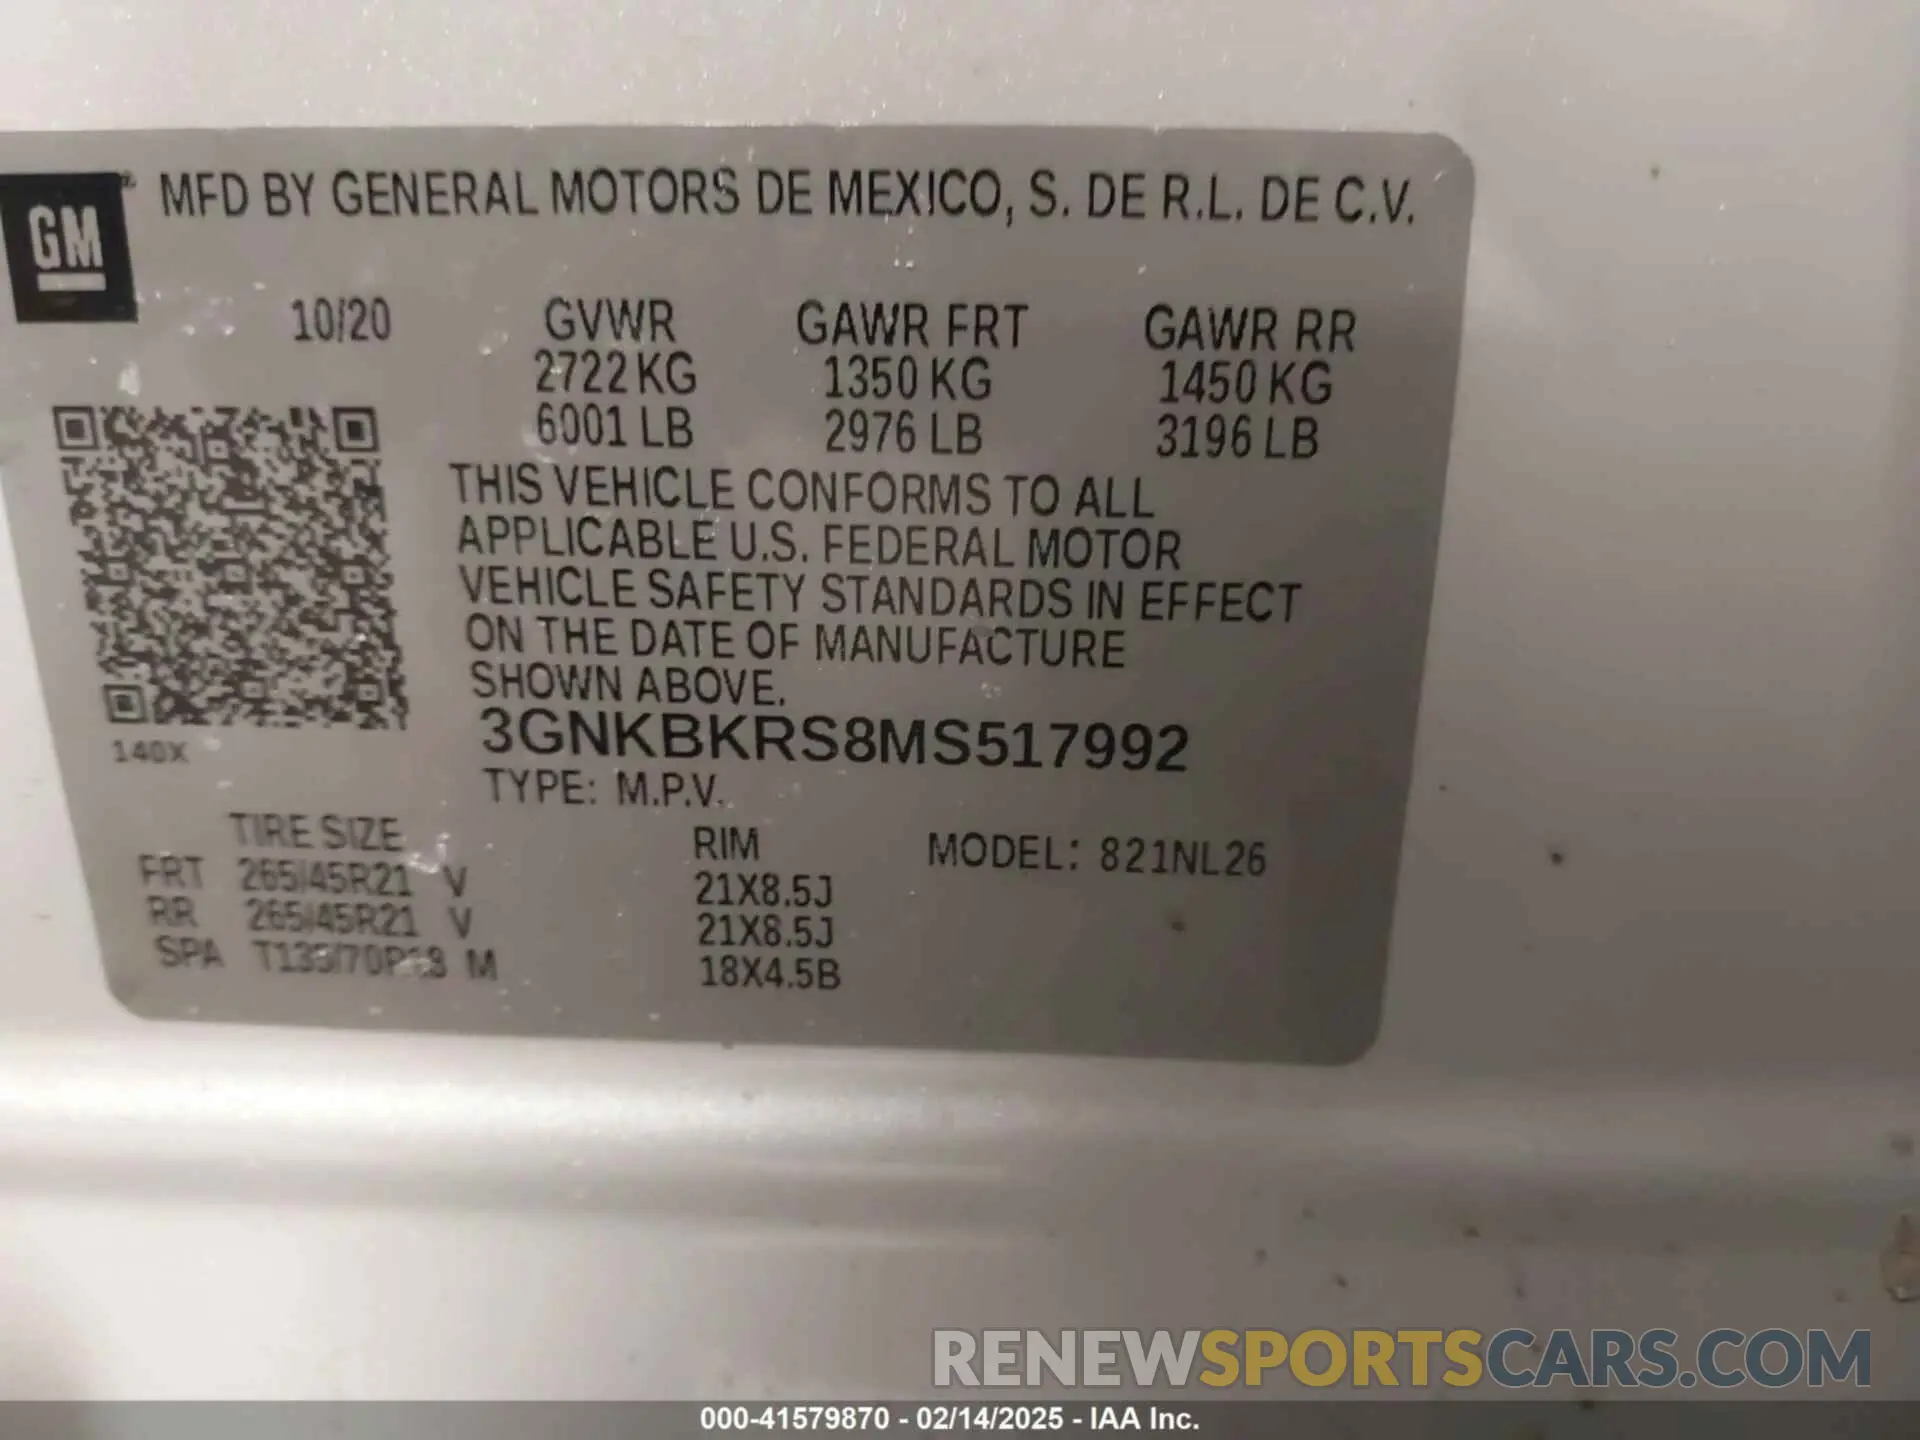 GM
MFD BY GENERAL MOTORS DE MEXICO, S. DE R.L. DE C.V.
10/20 GVWR GAWR FRT GAWR RR
2722 KG 1350 KG 1450 KG
6001 LB 2976 LB 3196 LB
THIS VEHICLE CONFORMS TO ALL
APPLICABLE U.S. FEDERAL MOTOR
VEHICLE SAFETY STANDARDS IN EFFECT
ON THE DATE OF MANUFACTURE
SHOWN ABOVE.
3GNKBKRS8MS517992
140X
TYPE: M.P.V.
TIRE SIZE RIM MODEL: 821NL26
FRT 265/45R21 V 21X8.5J
RR 265/45R21 V 21X8.5J
SPA M 18X4.5B
RENEWSPORTSCARS.COM
000-41579870 - 02/14/2025 - IAA Inc.